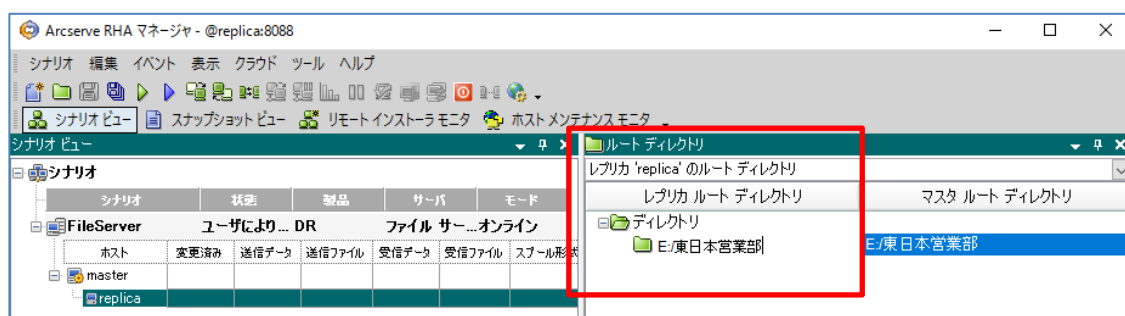 Arcserve RHA マネージャ - @replica:8088
シナリオ 編集 イベント 表示 クラウド ツール ヘルプ
シナリオ ビュー スナップショット ビュー リモート インストーラ モニタ ホスト メンテナンス モニタ
シナリオ ビュー ルート ディレクトリ
シナリオ レプリカ 'replica' のルート ディレクトリ
シナリオ 状態 製品 サーバ モード レプリカ ルート ディレクトリ マスタ ルート ディレクトリ
FileServer ユーザにより... DR ファイル サー... オンライン ディレクトリ
ホスト 変更済み 送信データ 送信ファイル 受信データ 受信ファイル スプール形式 E:/東日本営業部 E:/東日本営業部
master
replica